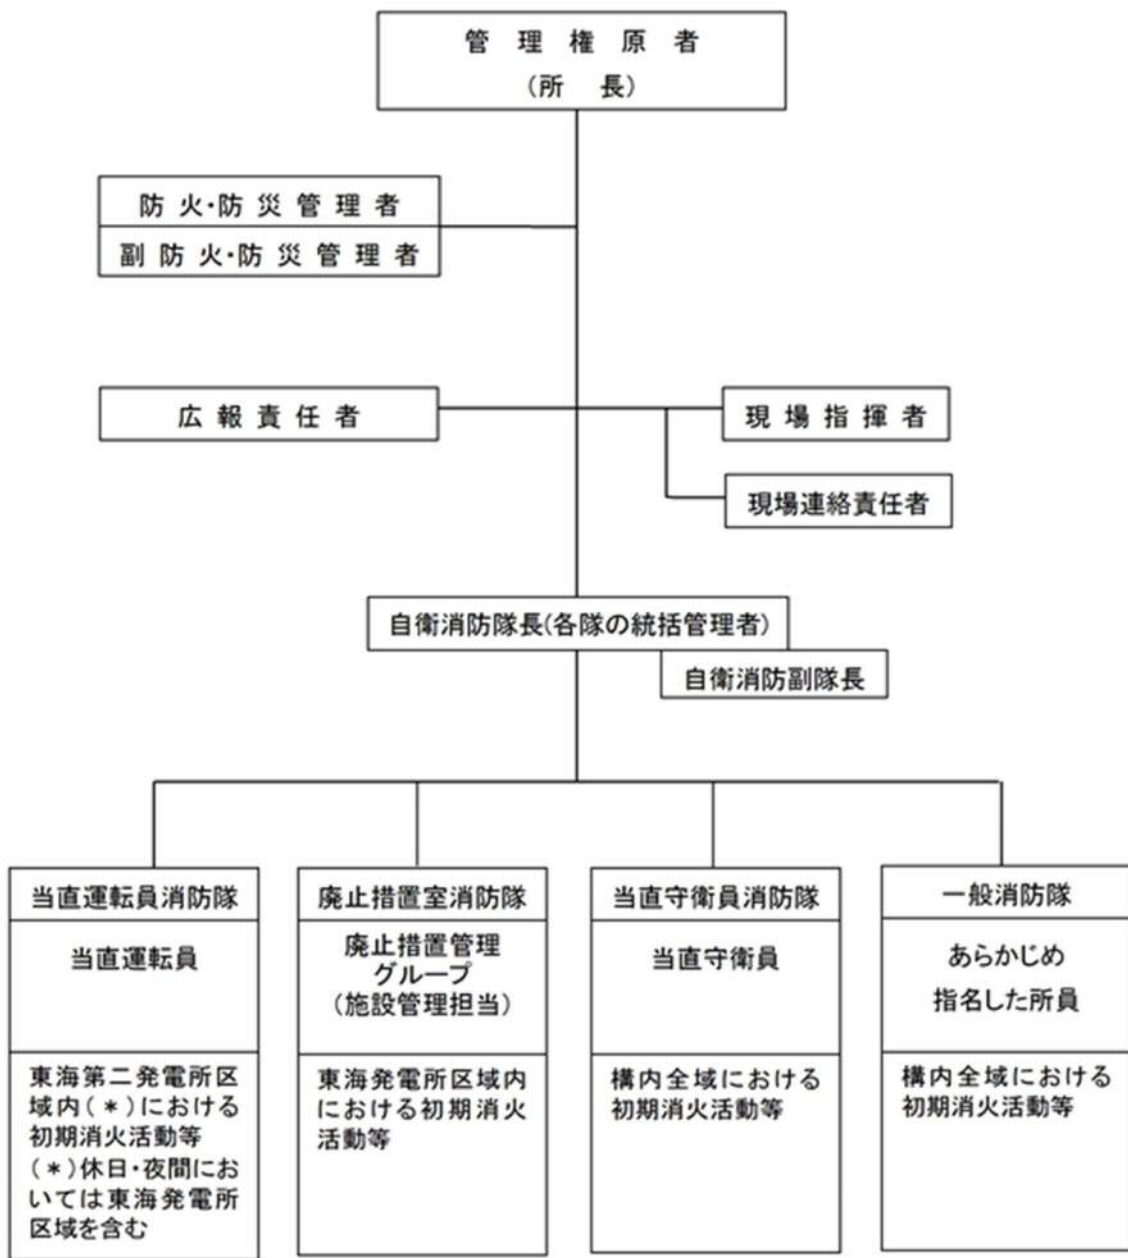 管理権原者
(所 長)
防火・防災管理者
副防火・防災管理者
広報責任者
現場指揮者
現場連絡責任者
自衛消防隊長(各隊の統括管理者)
自衛消防副隊長
当直運転員消防隊
当直運転員
東海第二発電所区
域内(*)における
初期消火活動等
(*)休日・夜間にお
いては東海発電所
区域を含む
廃止措置室消防隊
廃止措置管理
グループ
(施設管理担当)
東海発電所区域内
における初期消火
活動等
当直守衛員消防隊
当直守衛員
構内全域における
初期消火活動等
一般消防隊
あらかじめ
指名した所員
構内全域における
初期消火活動等